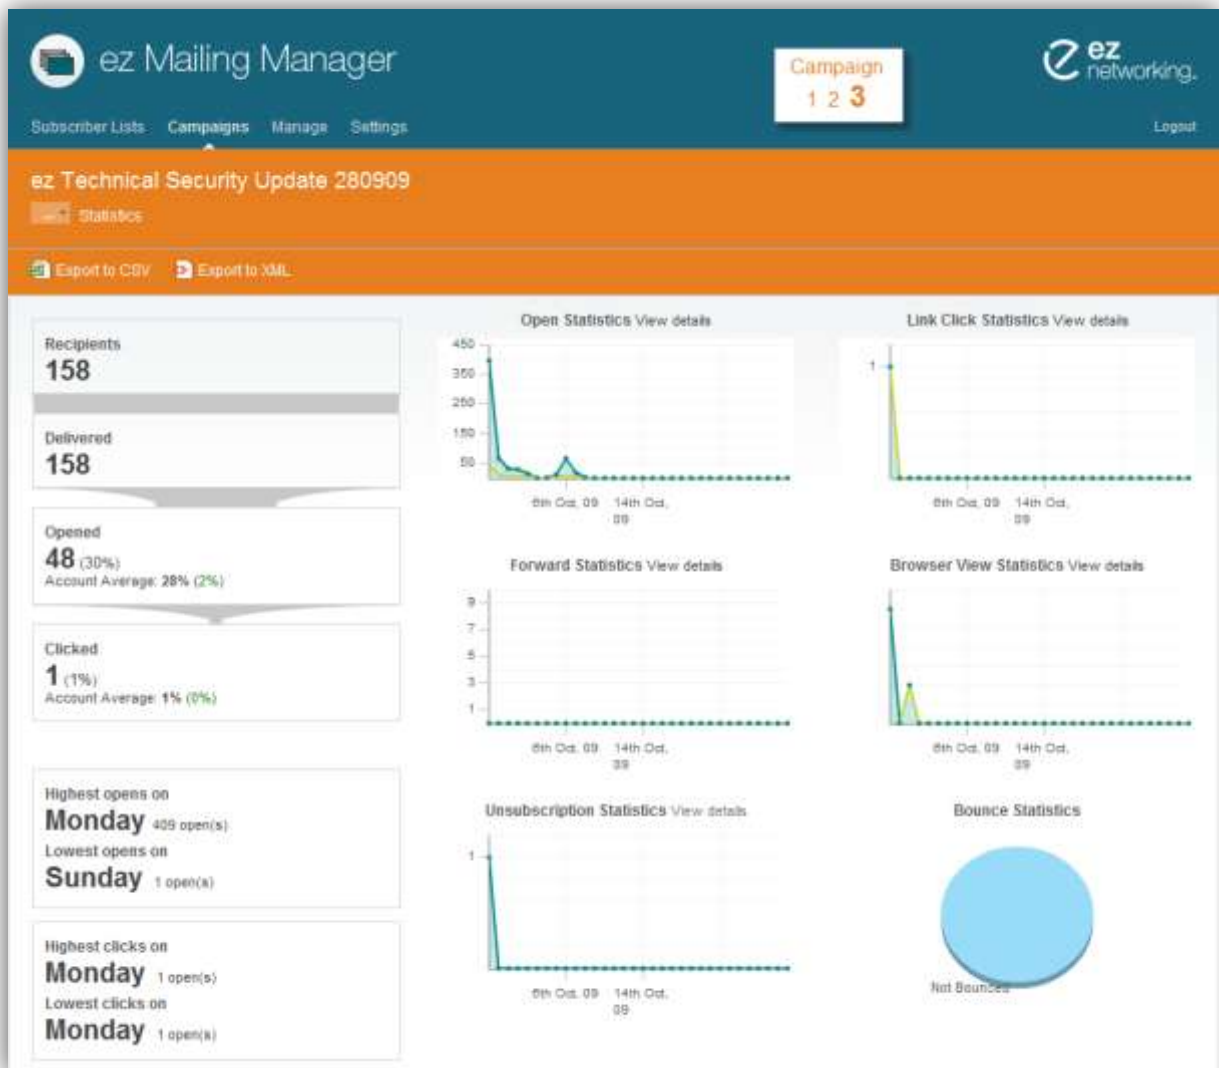 ez Mailing Manager
Campaign
1 2 3
ez
networking.
Subscriber Lists Campaigns Manage Settings
Logout
ez Technical Security Update 280909
Statistics
Export to CSV Export to XML
Recipients
158
Delivered
158
Opened
48 (30%)
Account Average: 28% (2%)
Clicked
1 (1%)
Account Average: 1% (0%)
Highest opens on
Monday 409 open(s)
Lowest opens on
Sunday 1 open(s)
Highest clicks on
Monday 1 open(s)
Lowest clicks on
Monday 1 open(s)
Open Statistics View details
450
350
250
150
50
6th Oct, 09 14th Oct,
09
Link Click Statistics View details
1
6th Oct, 09 14th Oct,
09
Forward Statistics View details
9
7
5
3
1
6th Oct, 09 14th Oct,
09
Browser View Statistics View details
6th Oct, 09 14th Oct,
09
Unsubscription Statistics View details
1
6th Oct, 09 14th Oct,
09
Bounce Statistics
Not Bounced